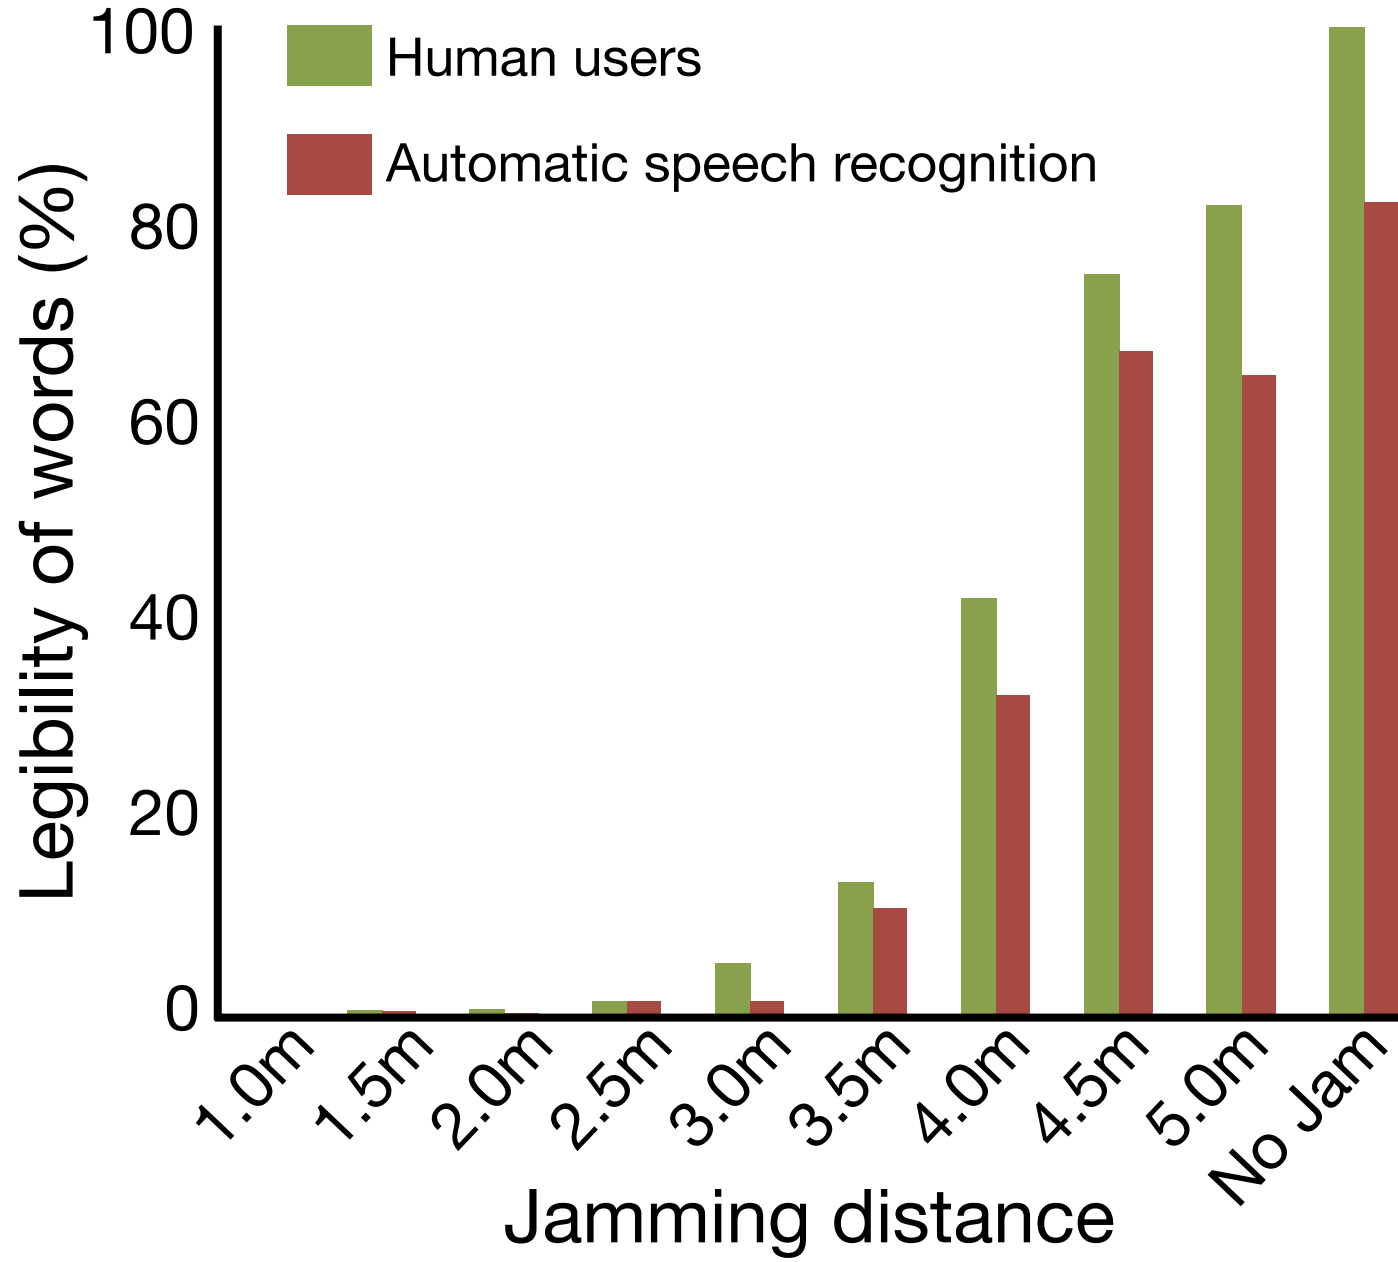 100
80
60
40
20
0
Legibility of words (%)
Human users
Automatic speech recognition
1.0m
1.5m
2.0m
2.5m
3.0m
3.5m
4.0m
4.5m
5.0m
No Jam
Jamming distance